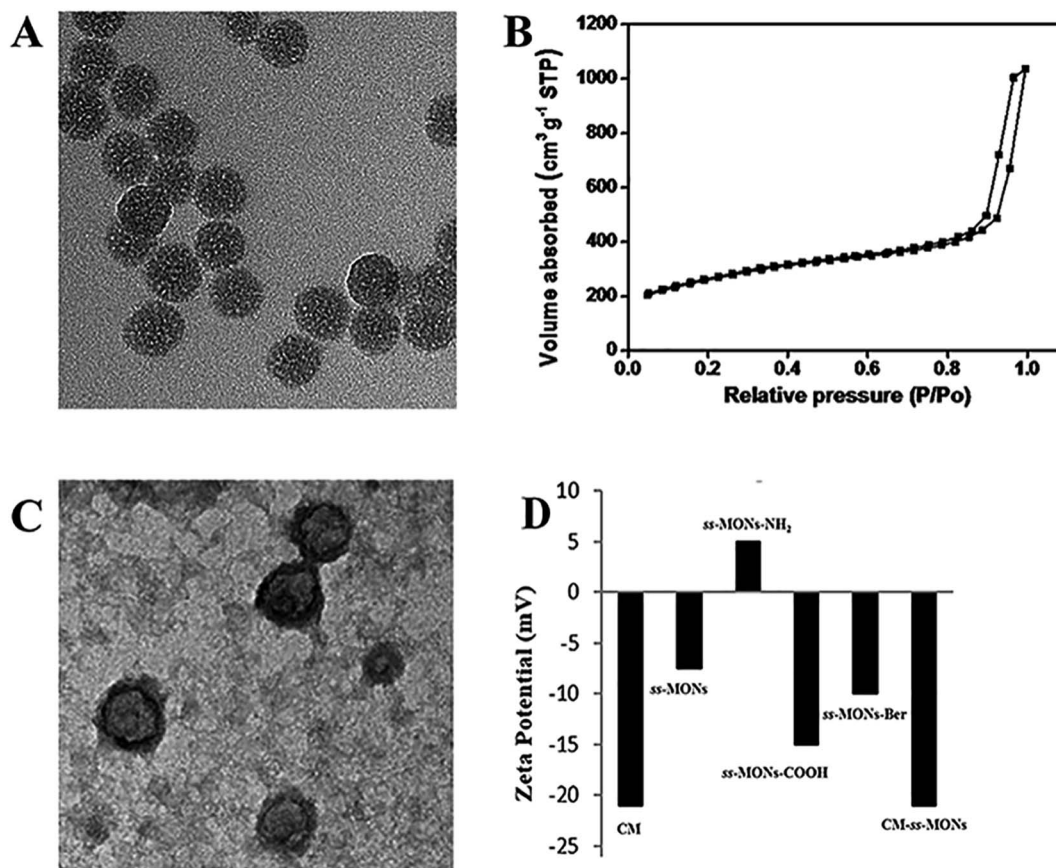 A
B
1200
1000
800
600
400
200
0
Volume absorbed (cm³ g⁻¹ STP)
0.0 0.2 0.4 0.6 0.8 1.0
Relative pressure (P/Po)
C
D
10
5
0
-5
-10
-15
-20
-25
Zeta Potential (mV)
ss-MONs-NH₂
ss-MONs
ss-MONs-Ber
ss-MONs-COOH
CM
CM-ss-MONs